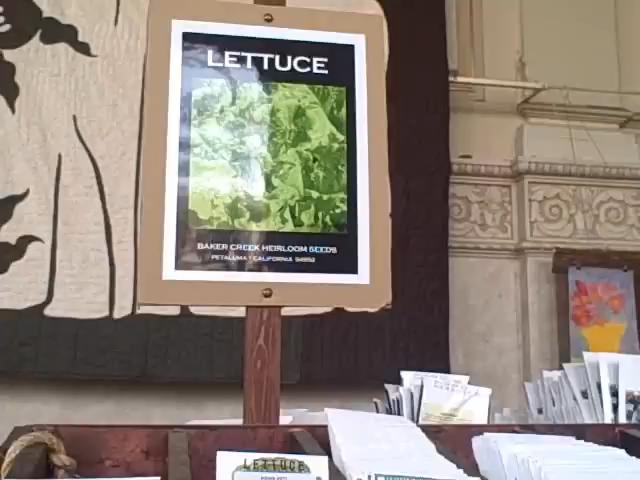 LETTUCE
BAKER CREEK HEIRLOOM SEEDS
PETALUMA CALIFORNIA 94952
LETTUCE